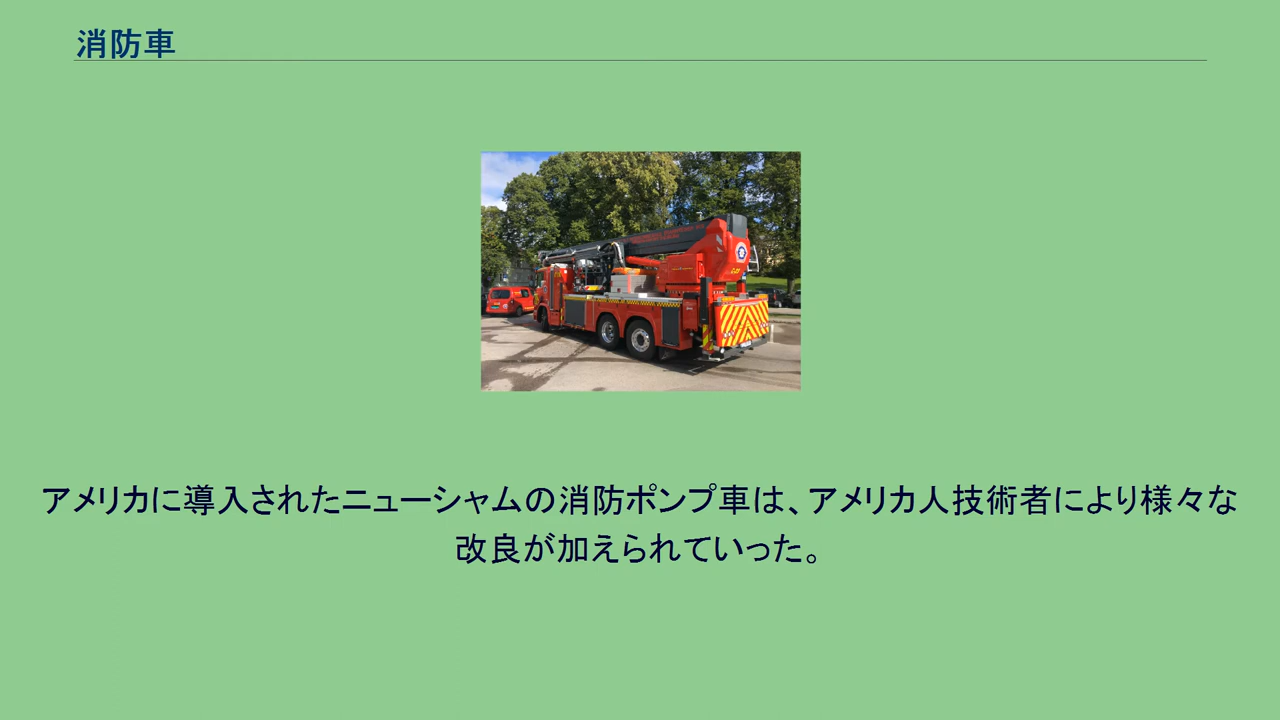 消防車
アメリカに導入されたニューシャムの消防ポンプ車は、アメリカ人技術者により様々な
改良が加えられていった。